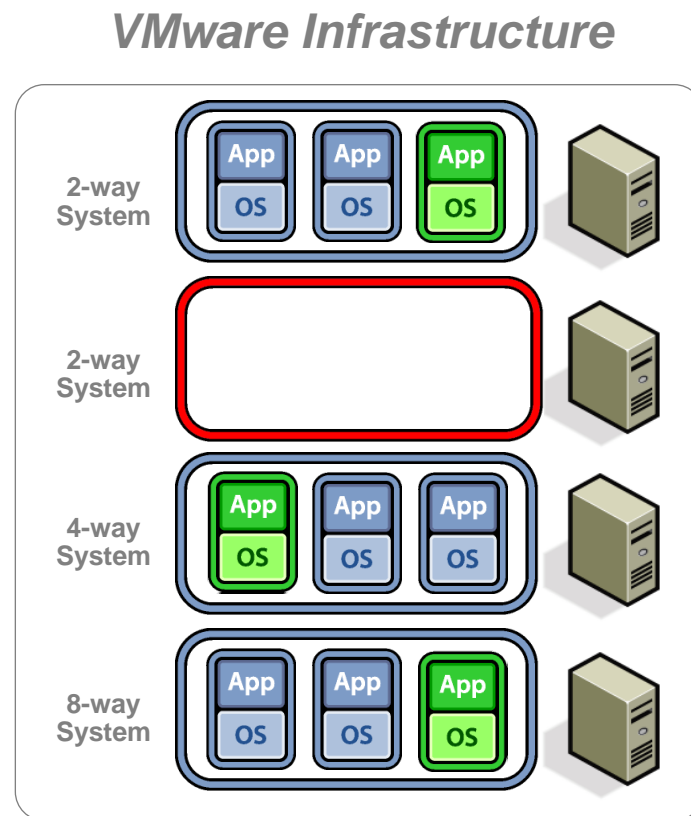 VMware Infrastructure
2-way
System
App App App
OS OS OS
2-way
System
4-way
System
App App App
OS OS OS
8-way
System
App App App
OS OS OS